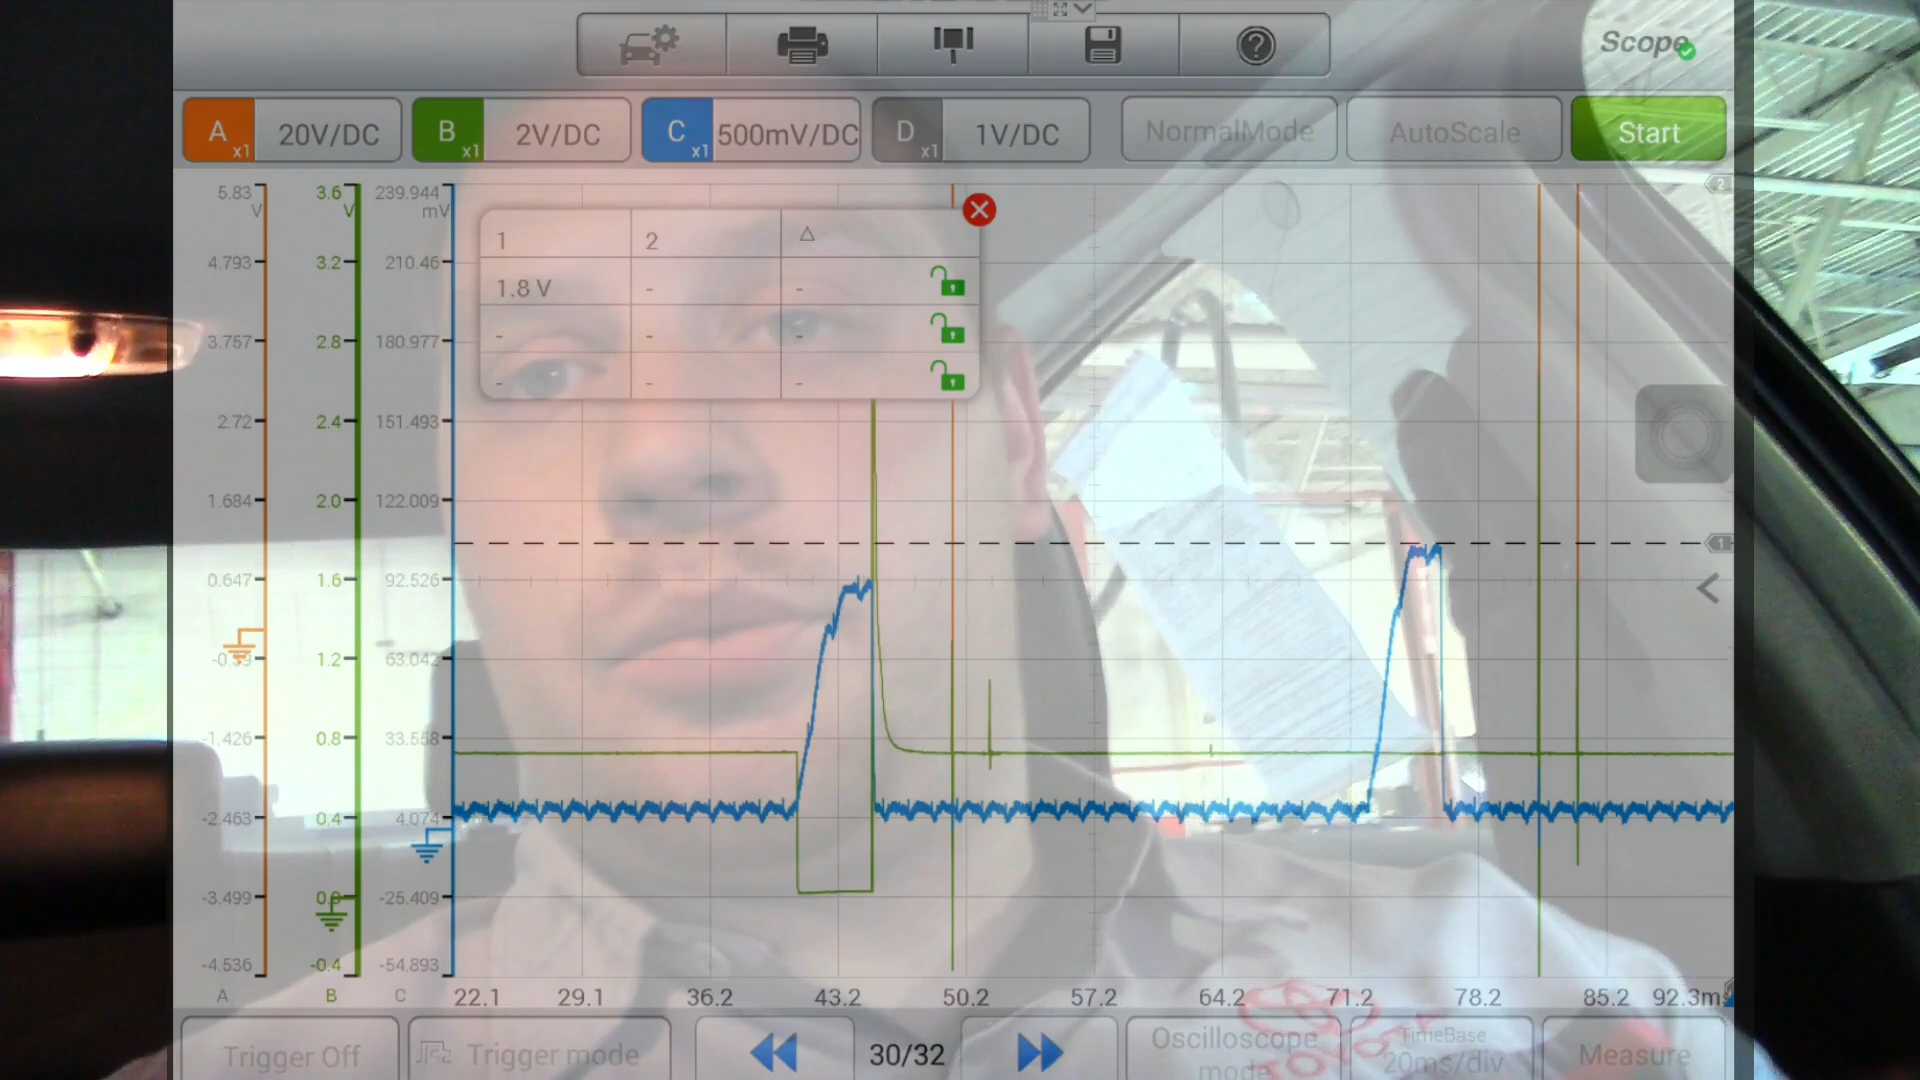 Scope
A x1 20V/DC B x1 2V/DC C x1 500mV/DC D x1 1V/DC NormalMode AutoScale Start
5.83 V 3.6 V 239.944 mV
4.793 3.2 210.46
3.757 2.8 180.977
2.72 2.4 151.493
1.684 2.0 122.009
0.647 1.6 92.526
1.2 63.042
-1.426 0.8 33.558
-2.463 0.4 4.074
-3.499 0.0 -25.409
-4.536 -0.4 -54.893
1 2 △
1.8 V - -
- - -
- - -
2
1
A B C 22.1 29.1 36.2 43.2 50.2 57.2 64.2 71.2 78.2 85.2 92.3m
Trigger Off Trigger mode 30/32 Oscilloscope mode TimeBase 20ms/div Measure